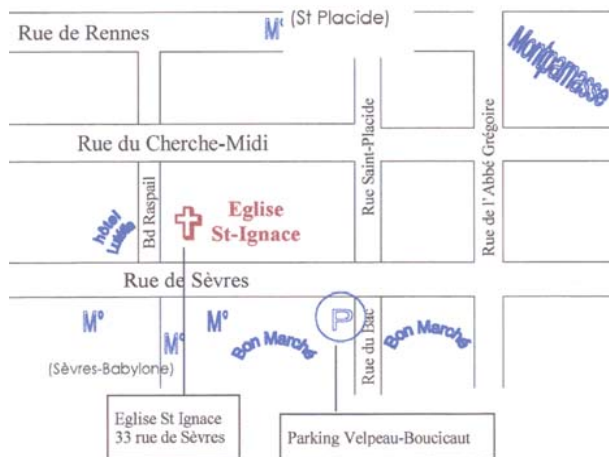 (St Placide)
Rue de Rennes
M°
Montparnasse
Rue du Cherche-Midi
Rue Saint-Placide
Rue de l'Abbé Grégoire
Bd Raspail
hôtel
Lutétia
Eglise
St-Ignace
Rue de Sèvres
M°
M°
M°
P
Bon Marché
Rue du Bac
Bon Marché
(Sèvres-Babylone)
Eglise St Ignace
33 rue de Sèvres
Parking Velpeau-Boucicaut